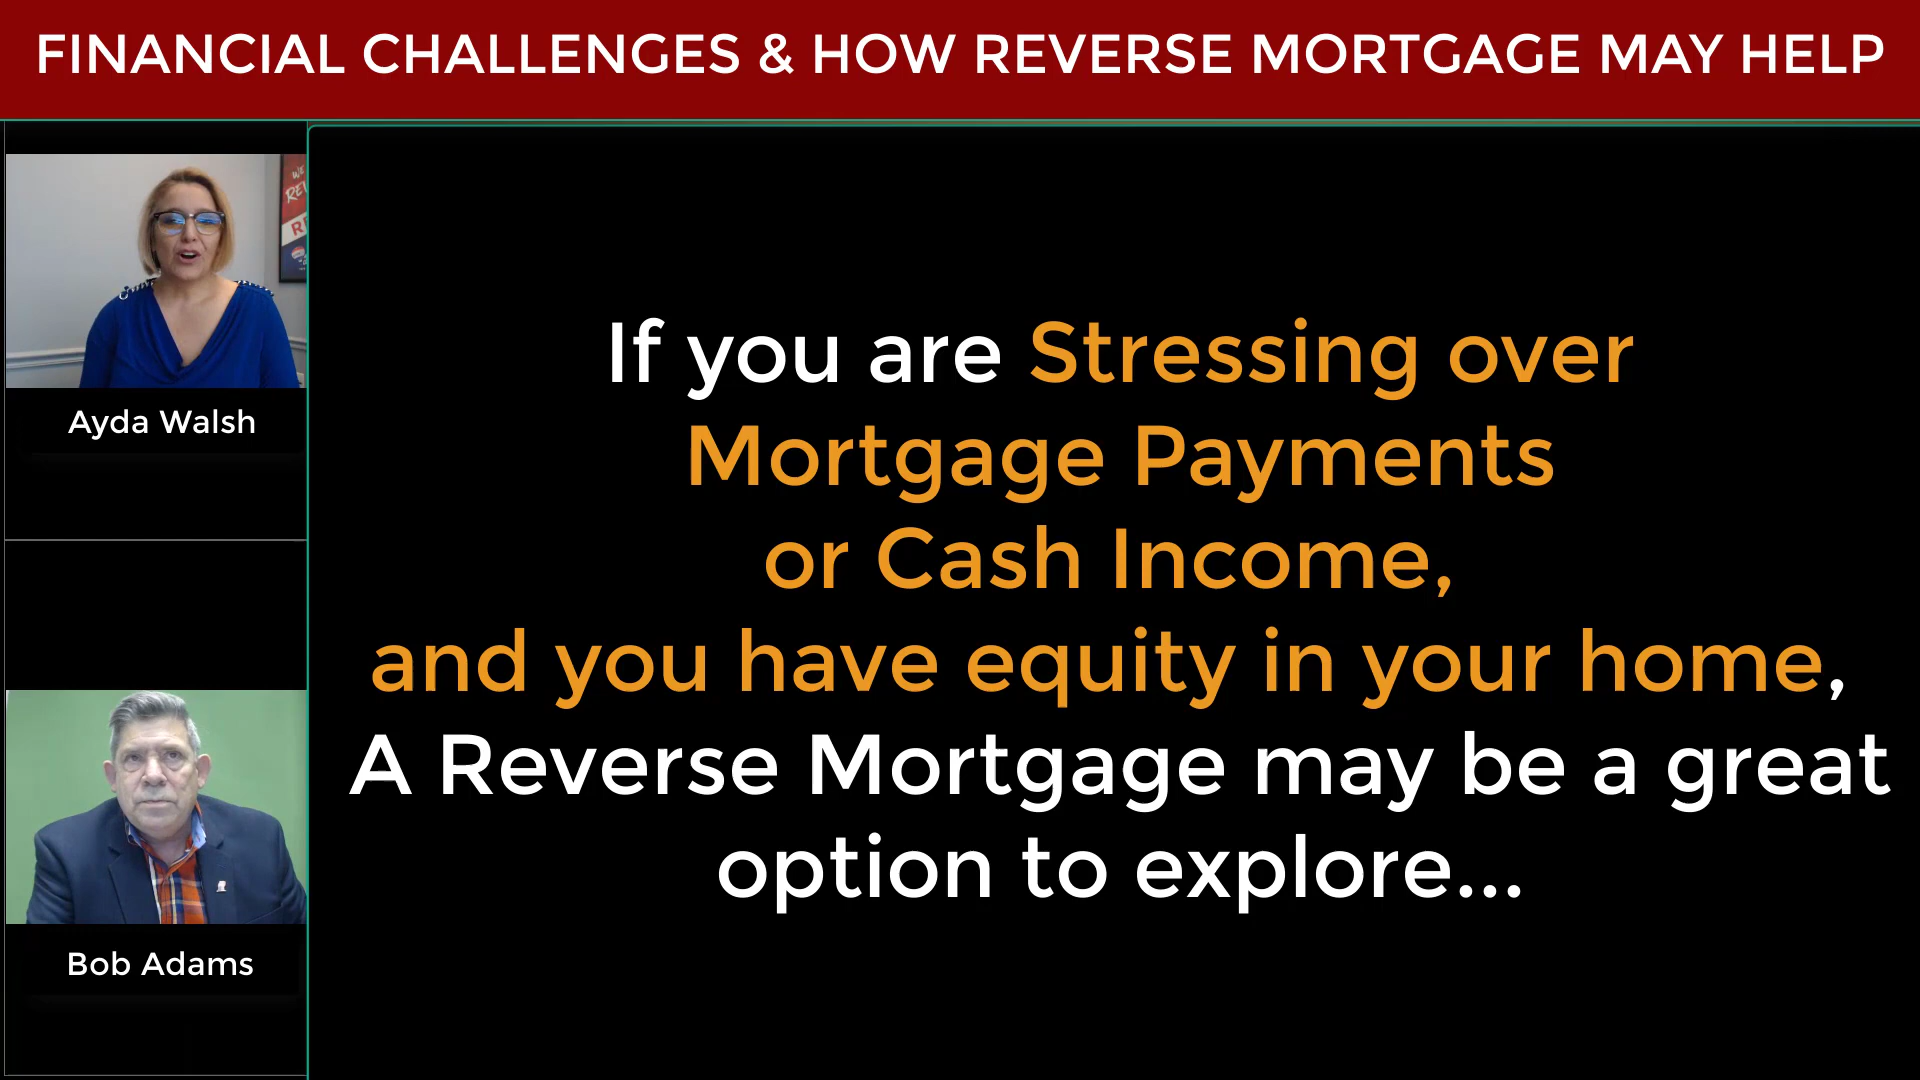 FINANCIAL CHALLENGES & HOW REVERSE MORTGAGE MAY HELP
WE
R
Ayda Walsh
Bob Adams
If you are Stressing over
Mortgage Payments
or Cash Income,
and you have equity in your home,
A Reverse Mortgage may be a great
option to explore...